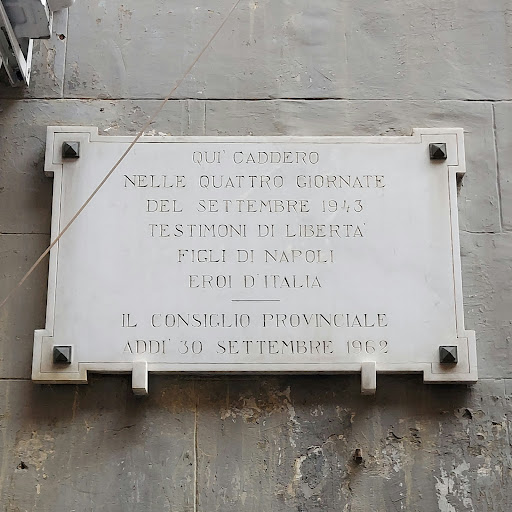 QUI' CADDERO
NELLE QUATTRO GIORNATE
DEL SETTEMBRE 1943
TESTIMONI DI LIBERTA'
FIGLI DI NAPOLI
EROI D'ITALIA
IL CONSIGLIO PROVINCIALE
ADDI' 30 SETTEMBRE 1962